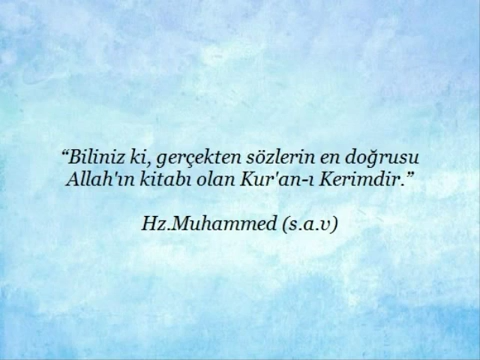 “Biliniz ki, gerçekten sözlerin en doğrusu
Allah'ın kitabı olan Kur'an-ı Kerimdir.”
Hz.Muhammed (s.a.v)